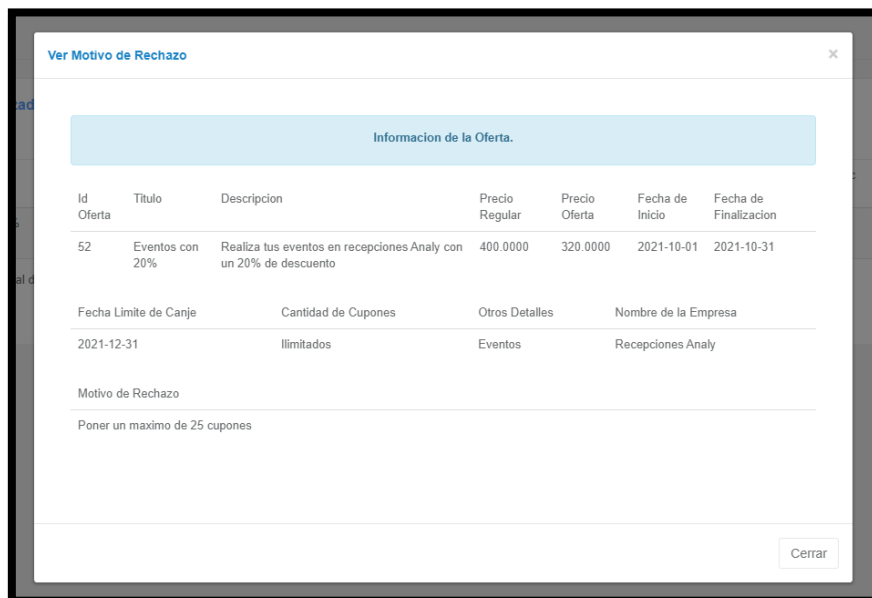 Ver Motivo de Rechazo ×
Informacion de la Oferta.
Id Oferta Titulo Descripcion Precio Regular Precio Oferta Fecha de Inicio Fecha de Finalizacion
52 Eventos con 20% Realiza tus eventos en recepciones Analy con un 20% de descuento 400.0000 320.0000 2021-10-01 2021-10-31
Fecha Limite de Canje Cantidad de Cupones Otros Detalles Nombre de la Empresa
2021-12-31 Ilimitados Eventos Recepciones Analy
Motivo de Rechazo
Poner un maximo de 25 cupones
Cerrar